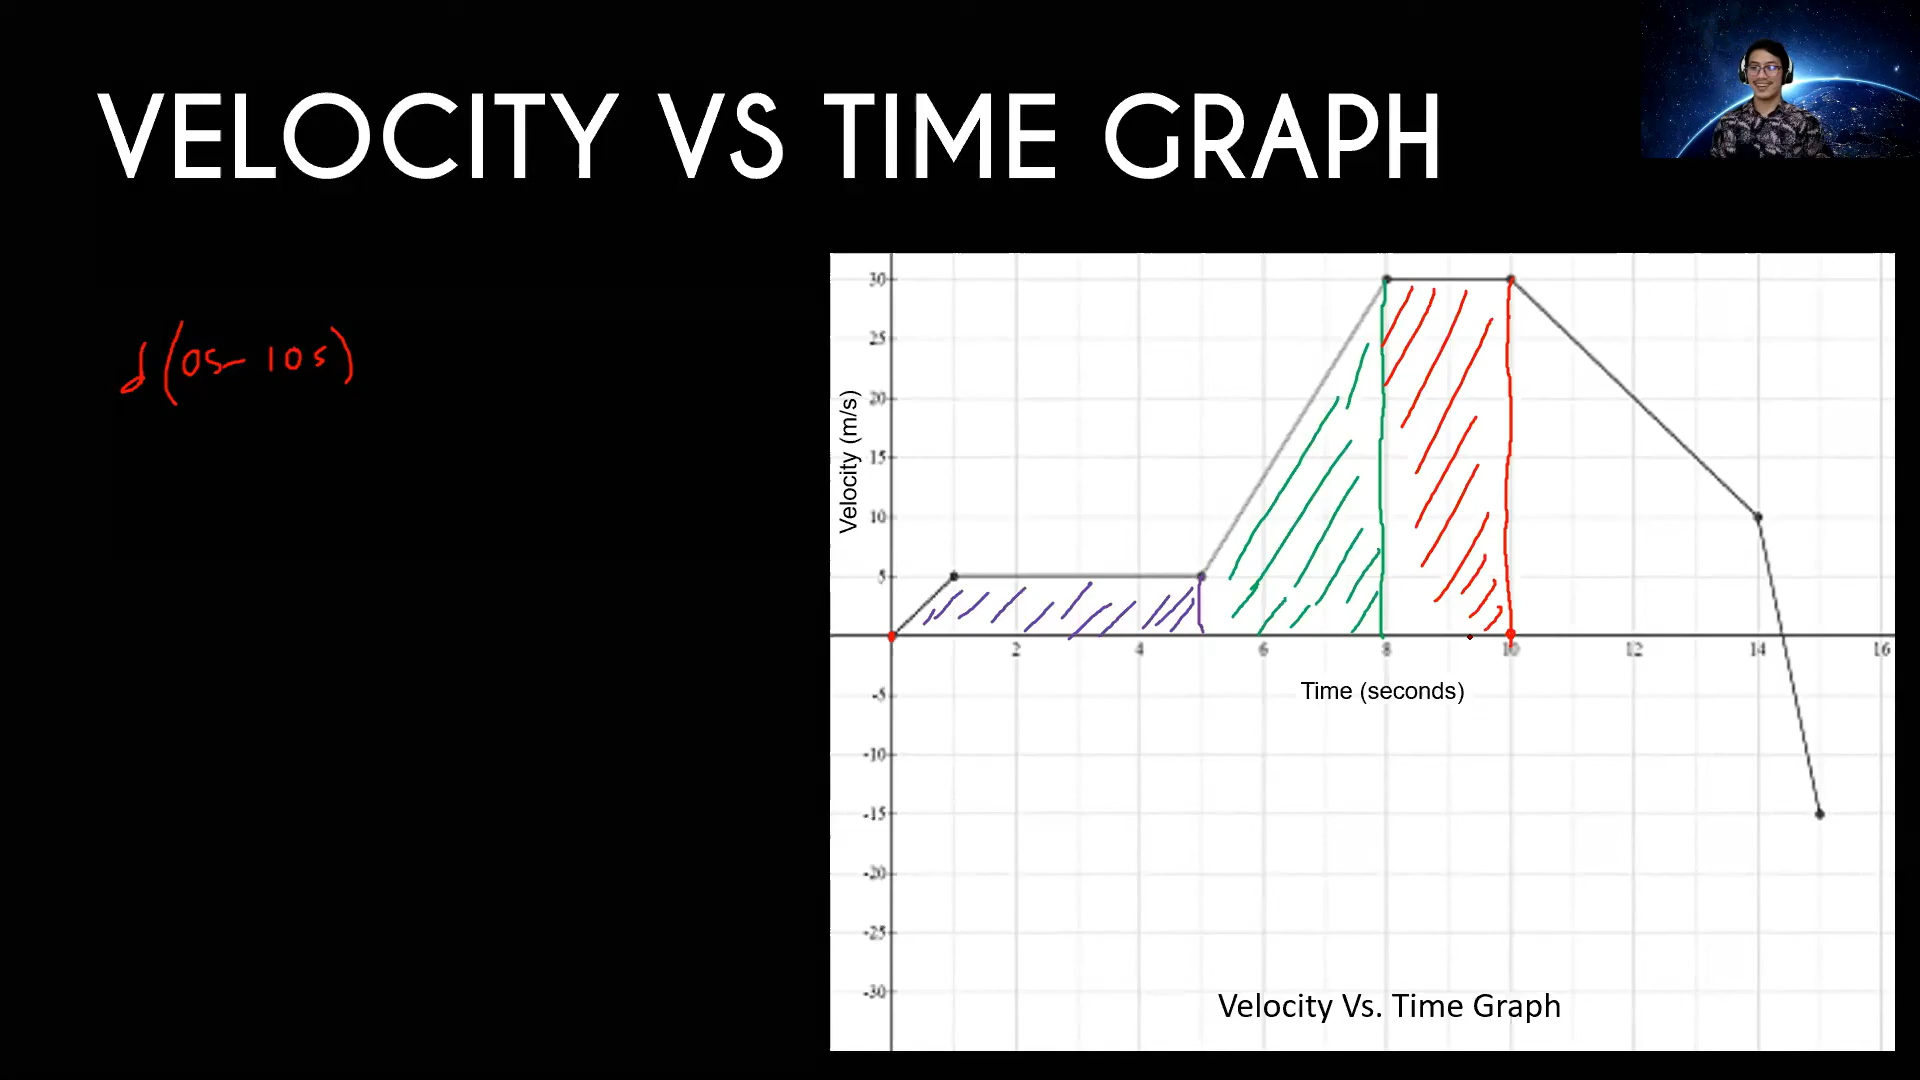 VELOCITY VS TIME GRAPH
d(0s-10s)
30
25
20
15
10
5
-5
-10
-15
-20
-25
-30
Velocity (m/s)
2 4 6 8 10 12 14 16
Time (seconds)
Velocity Vs. Time Graph